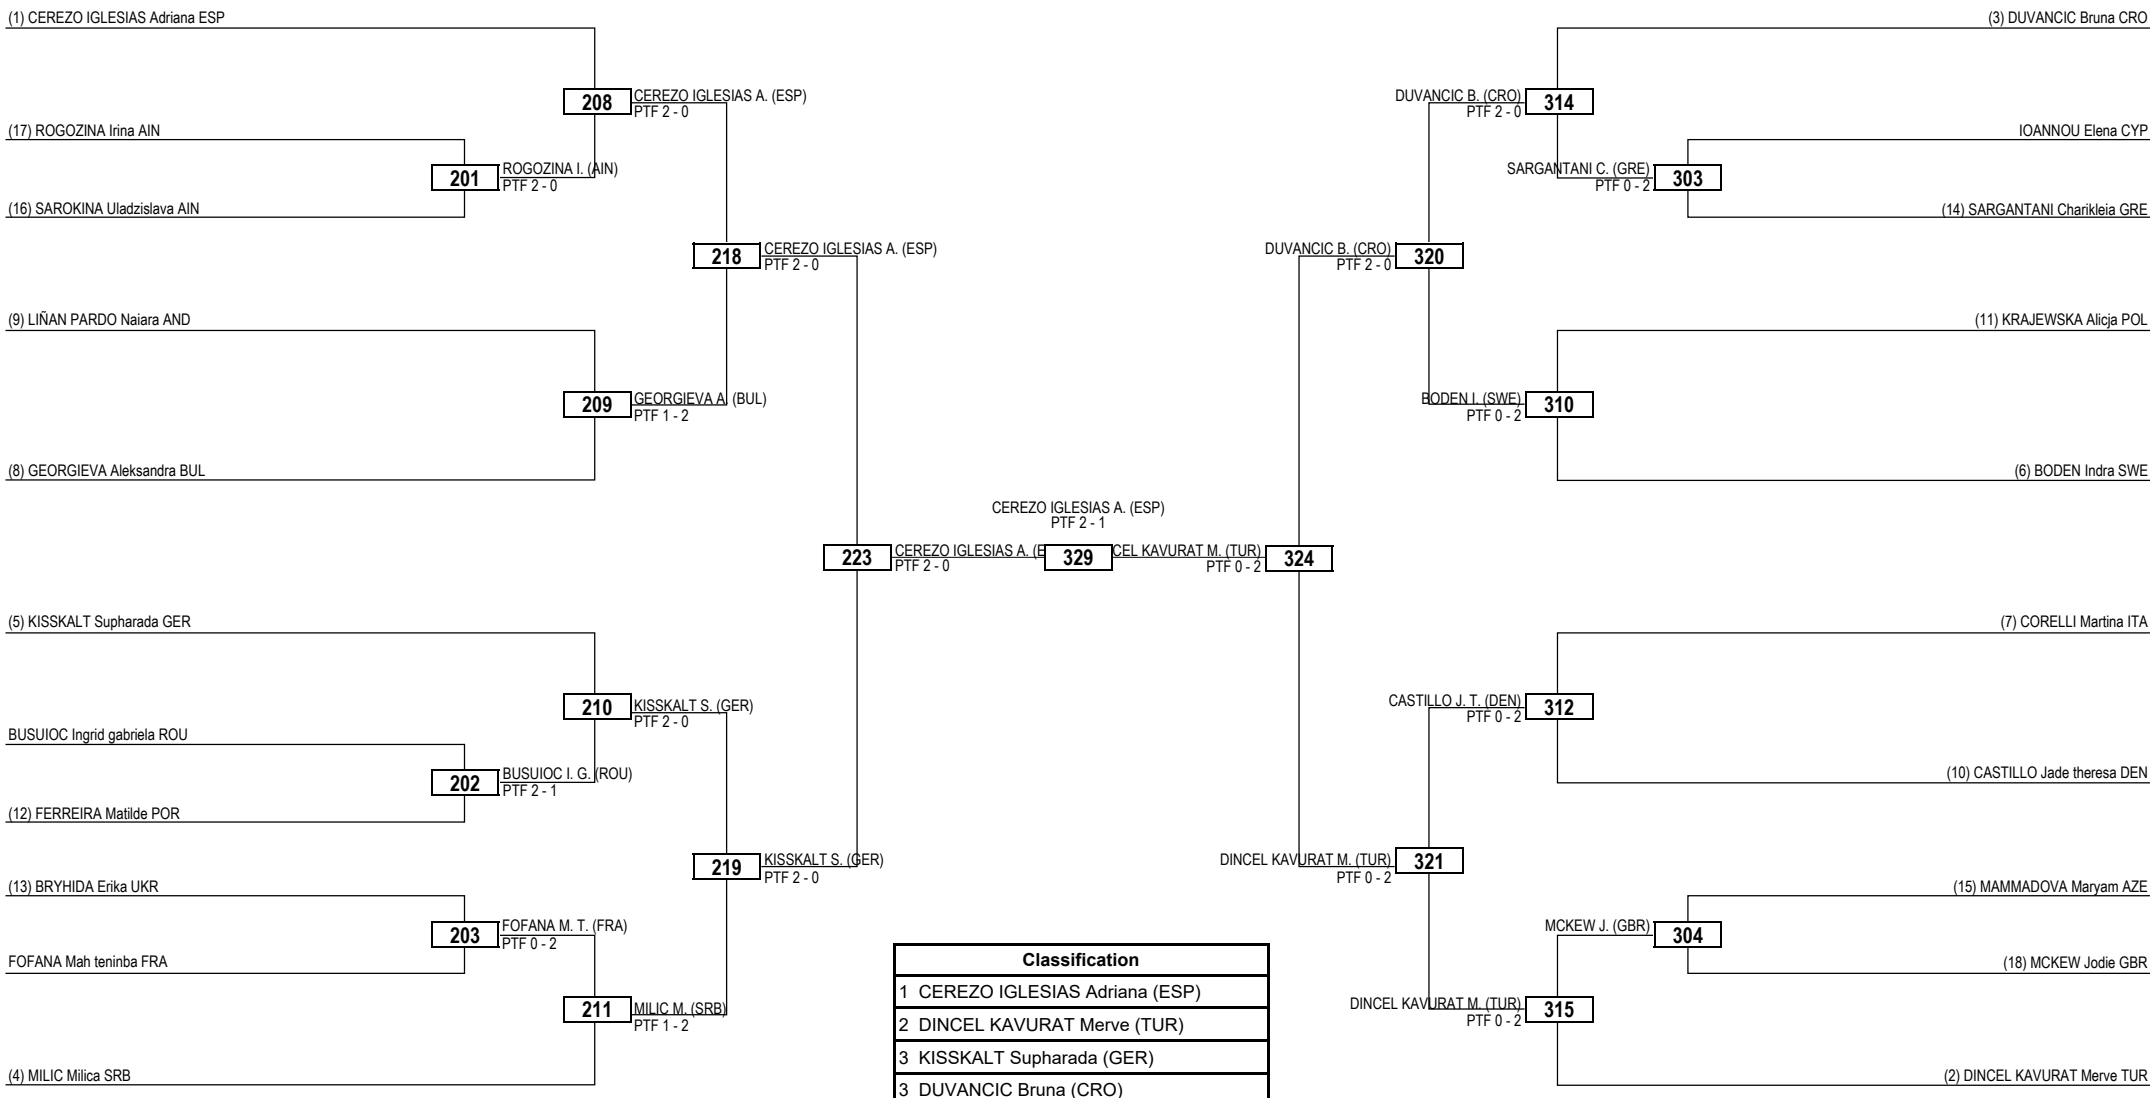 (1) CEREZO IGLESIAS Adriana ESP
(17) ROGOZINA Irina AIN
(16) SAROKINA Uladzislava AIN
(9) LIÑAN PARDO Naiara AND
(8) GEORGIEVA Aleksandra BUL
(5) KISSKALT Supharada GER
BUSUIOC Ingrid gabriela ROU
(12) FERREIRA Matilde POR
(13) BRYHIDA Erika UKR
FOFANA Mah teninba FRA
(4) MILIC Milica SRB
201
ROGOZINA I. (AIN)
PTF 2 - 0
202
BUSUIOC I. G. (ROU)
PTF 2 - 1
203
FOFANA M. T. (FRA)
PTF 0 - 2
208
CEREZO IGLESIAS A. (ESP)
PTF 2 - 0
209
GEORGIEVA A. (BUL)
PTF 1 - 2
210
KISSKALT S. (GER)
PTF 2 - 0
211
MILIC M. (SRB)
PTF 1 - 2
218
CEREZO IGLESIAS A. (ESP)
PTF 2 - 0
219
KISSKALT S. (GER)
PTF 2 - 0
223
CEREZO IGLESIAS A. (E
PTF 2 - 0
CEREZO IGLESIAS A. (ESP)
PTF 2 - 1
329
CEL KAVURAT M. (TUR)
PTF 0 - 2
324
DUVANCIC B. (CRO)
PTF 2 - 0
320
DINCEL KAVURAT M. (TUR)
PTF 0 - 2
321
DUVANCIC B. (CRO)
PTF 2 - 0
314
BODEN I. (SWE)
PTF 0 - 2
310
CASTILLO J. T. (DEN)
PTF 0 - 2
312
DINCEL KAVURAT M. (TUR)
PTF 0 - 2
315
SARGANTANI C. (GRE)
PTF 0 - 2
303
MCKEW J. (GBR)
304
(3) DUVANCIC Bruna CRO
IOANNOU Elena CYP
(14) SARGANTANI Charikleia GRE
(11) KRAJEWSKA Alicja POL
(6) BODEN Indra SWE
(7) CORELLI Martina ITA
(10) CASTILLO Jade theresa DEN
(15) MAMMADOVA Maryam AZE
(18) MCKEW Jodie GBR
(2) DINCEL KAVURAT Merve TUR
Classification
1 CEREZO IGLESIAS Adriana (ESP)
2 DINCEL KAVURAT Merve (TUR)
3 KISSKALT Supharada (GER)
3 DUVANCIC Bruna (CRO)